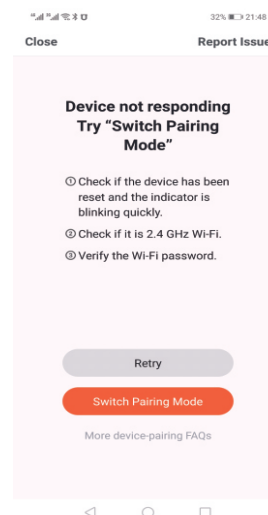 32% 21:48
Close Report Issue
Device not responding
Try “Switch Pairing
Mode”
① Check if the device has been
reset and the indicator is
blinking quickly.
② Check if it is 2.4 GHz Wi-Fi.
③ Verify the Wi-Fi password.
Retry
Switch Pairing Mode
More device-pairing FAQs